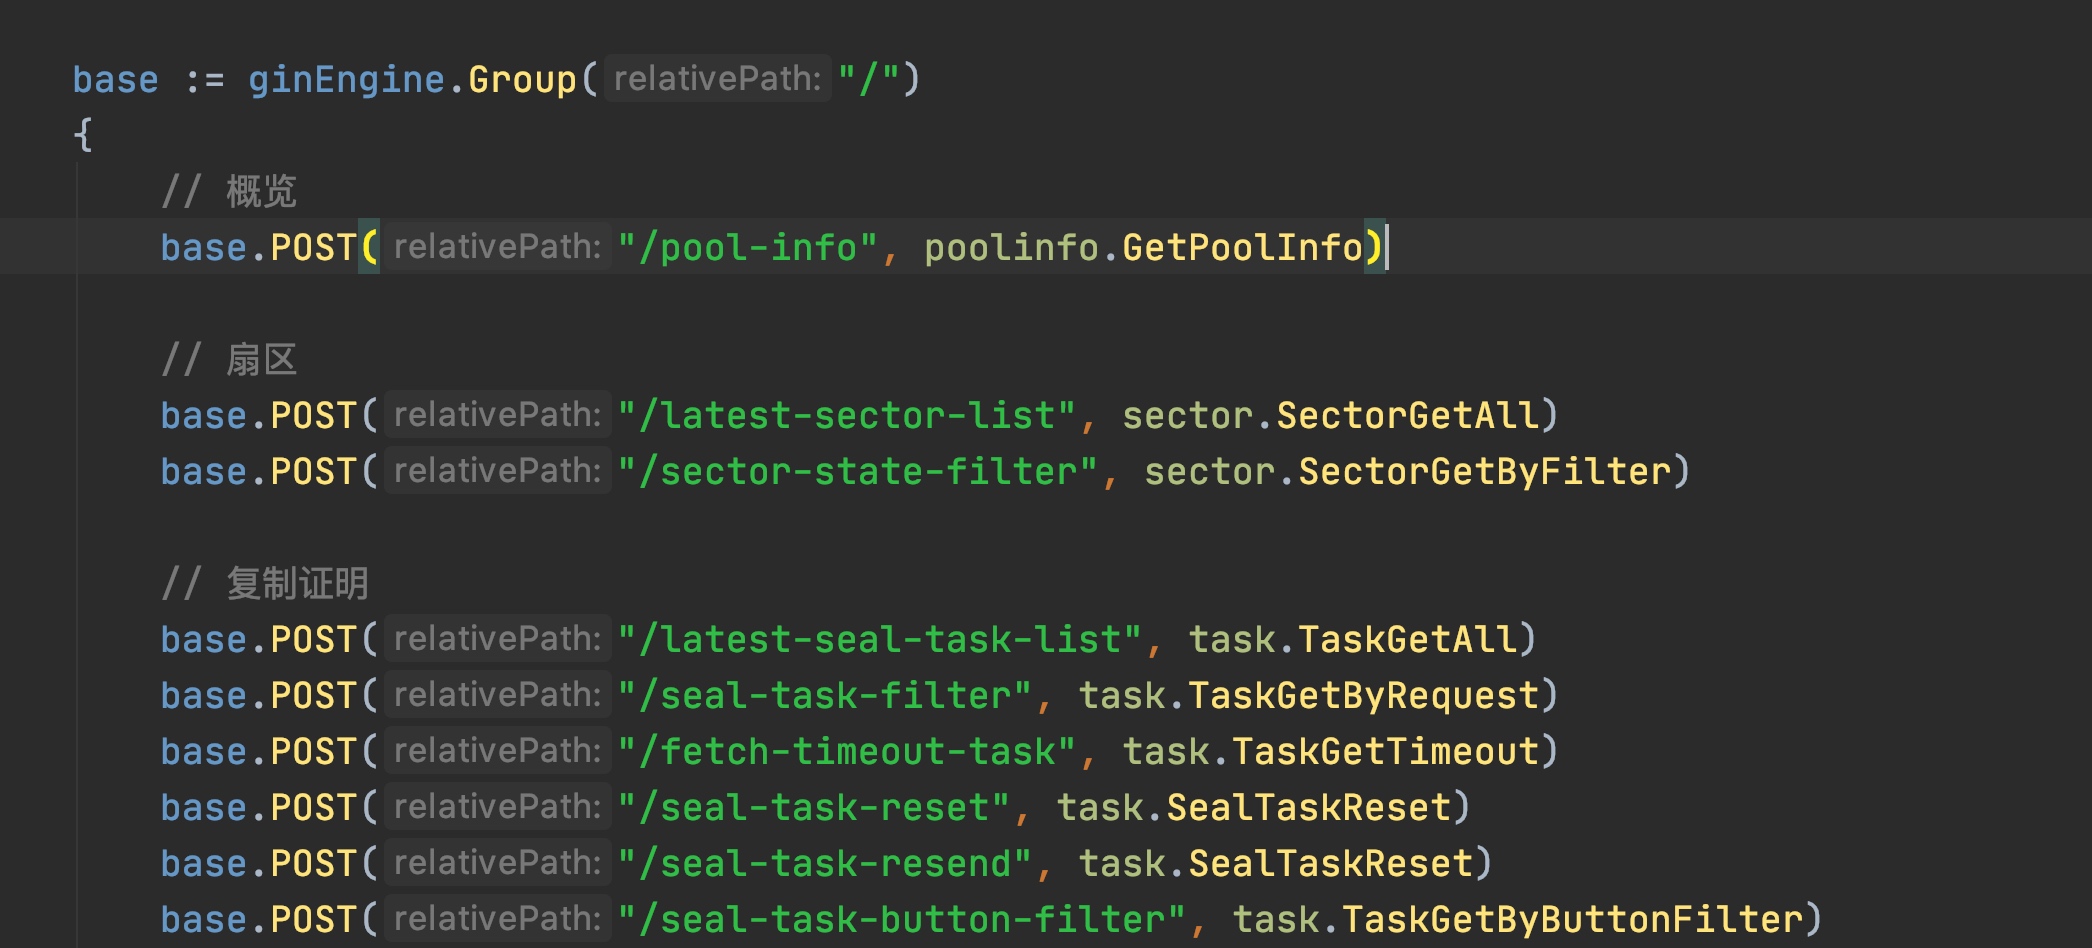 base := ginEngine.Group( relativePath: "/")
{
// 概览
base.POST( relativePath: "/pool-info", poolinfo.GetPoolInfo)
// 扇区
base.POST( relativePath: "/latest-sector-list", sector.SectorGetAll)
base.POST( relativePath: "/sector-state-filter", sector.SectorGetByFilter)
// 复制证明
base.POST( relativePath: "/latest-seal-task-list", task.TaskGetAll)
base.POST( relativePath: "/seal-task-filter", task.TaskGetByRequest)
base.POST( relativePath: "/fetch-timeout-task", task.TaskGetTimeout)
base.POST( relativePath: "/seal-task-reset", task.SealTaskReset)
base.POST( relativePath: "/seal-task-resend", task.SealTaskReset)
base.POST( relativePath: "/seal-task-button-filter", task.TaskGetByButtonFilter)